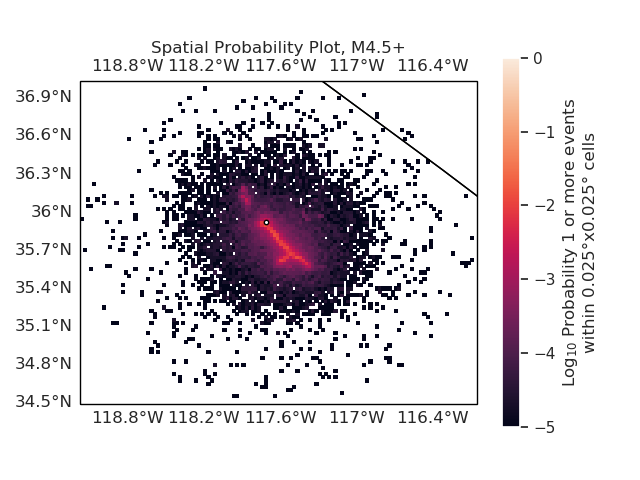 Spatial Probability Plot, M4.5+
118.8°W 118.2°W 117.6°W 117°W 116.4°W
36.9°N
36.6°N
36.3°N
36°N
35.7°N
35.4°N
35.1°N
34.8°N
34.5°N
118.8°W 118.2°W 117.6°W 117°W 116.4°W
0
−1
−2
−3
−4
−5
Log₁₀ Probability 1 or more events
within 0.025°x0.025° cells